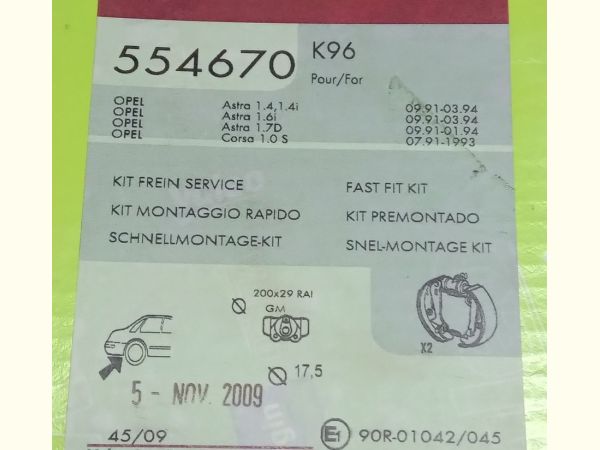 554670 K96
Pour/For
OPEL Astra 1.4,1.4i 09.91-03.94
OPEL Astra 1.6i 09.91-03.94
OPEL Astra 1.7D 09.91-01.94
OPEL Corsa 1.0 S 07.91-1993
KIT FREIN SERVICE FAST FIT KIT
KIT MONTAGGIO RAPIDO KIT PREMONTADO
SCHNELLMONTAGE-KIT SNEL-MONTAGE KIT
200x29 RAI
GM
X2
17,5
5 - NOV. 2009
45/09 E1 90R-01042/045